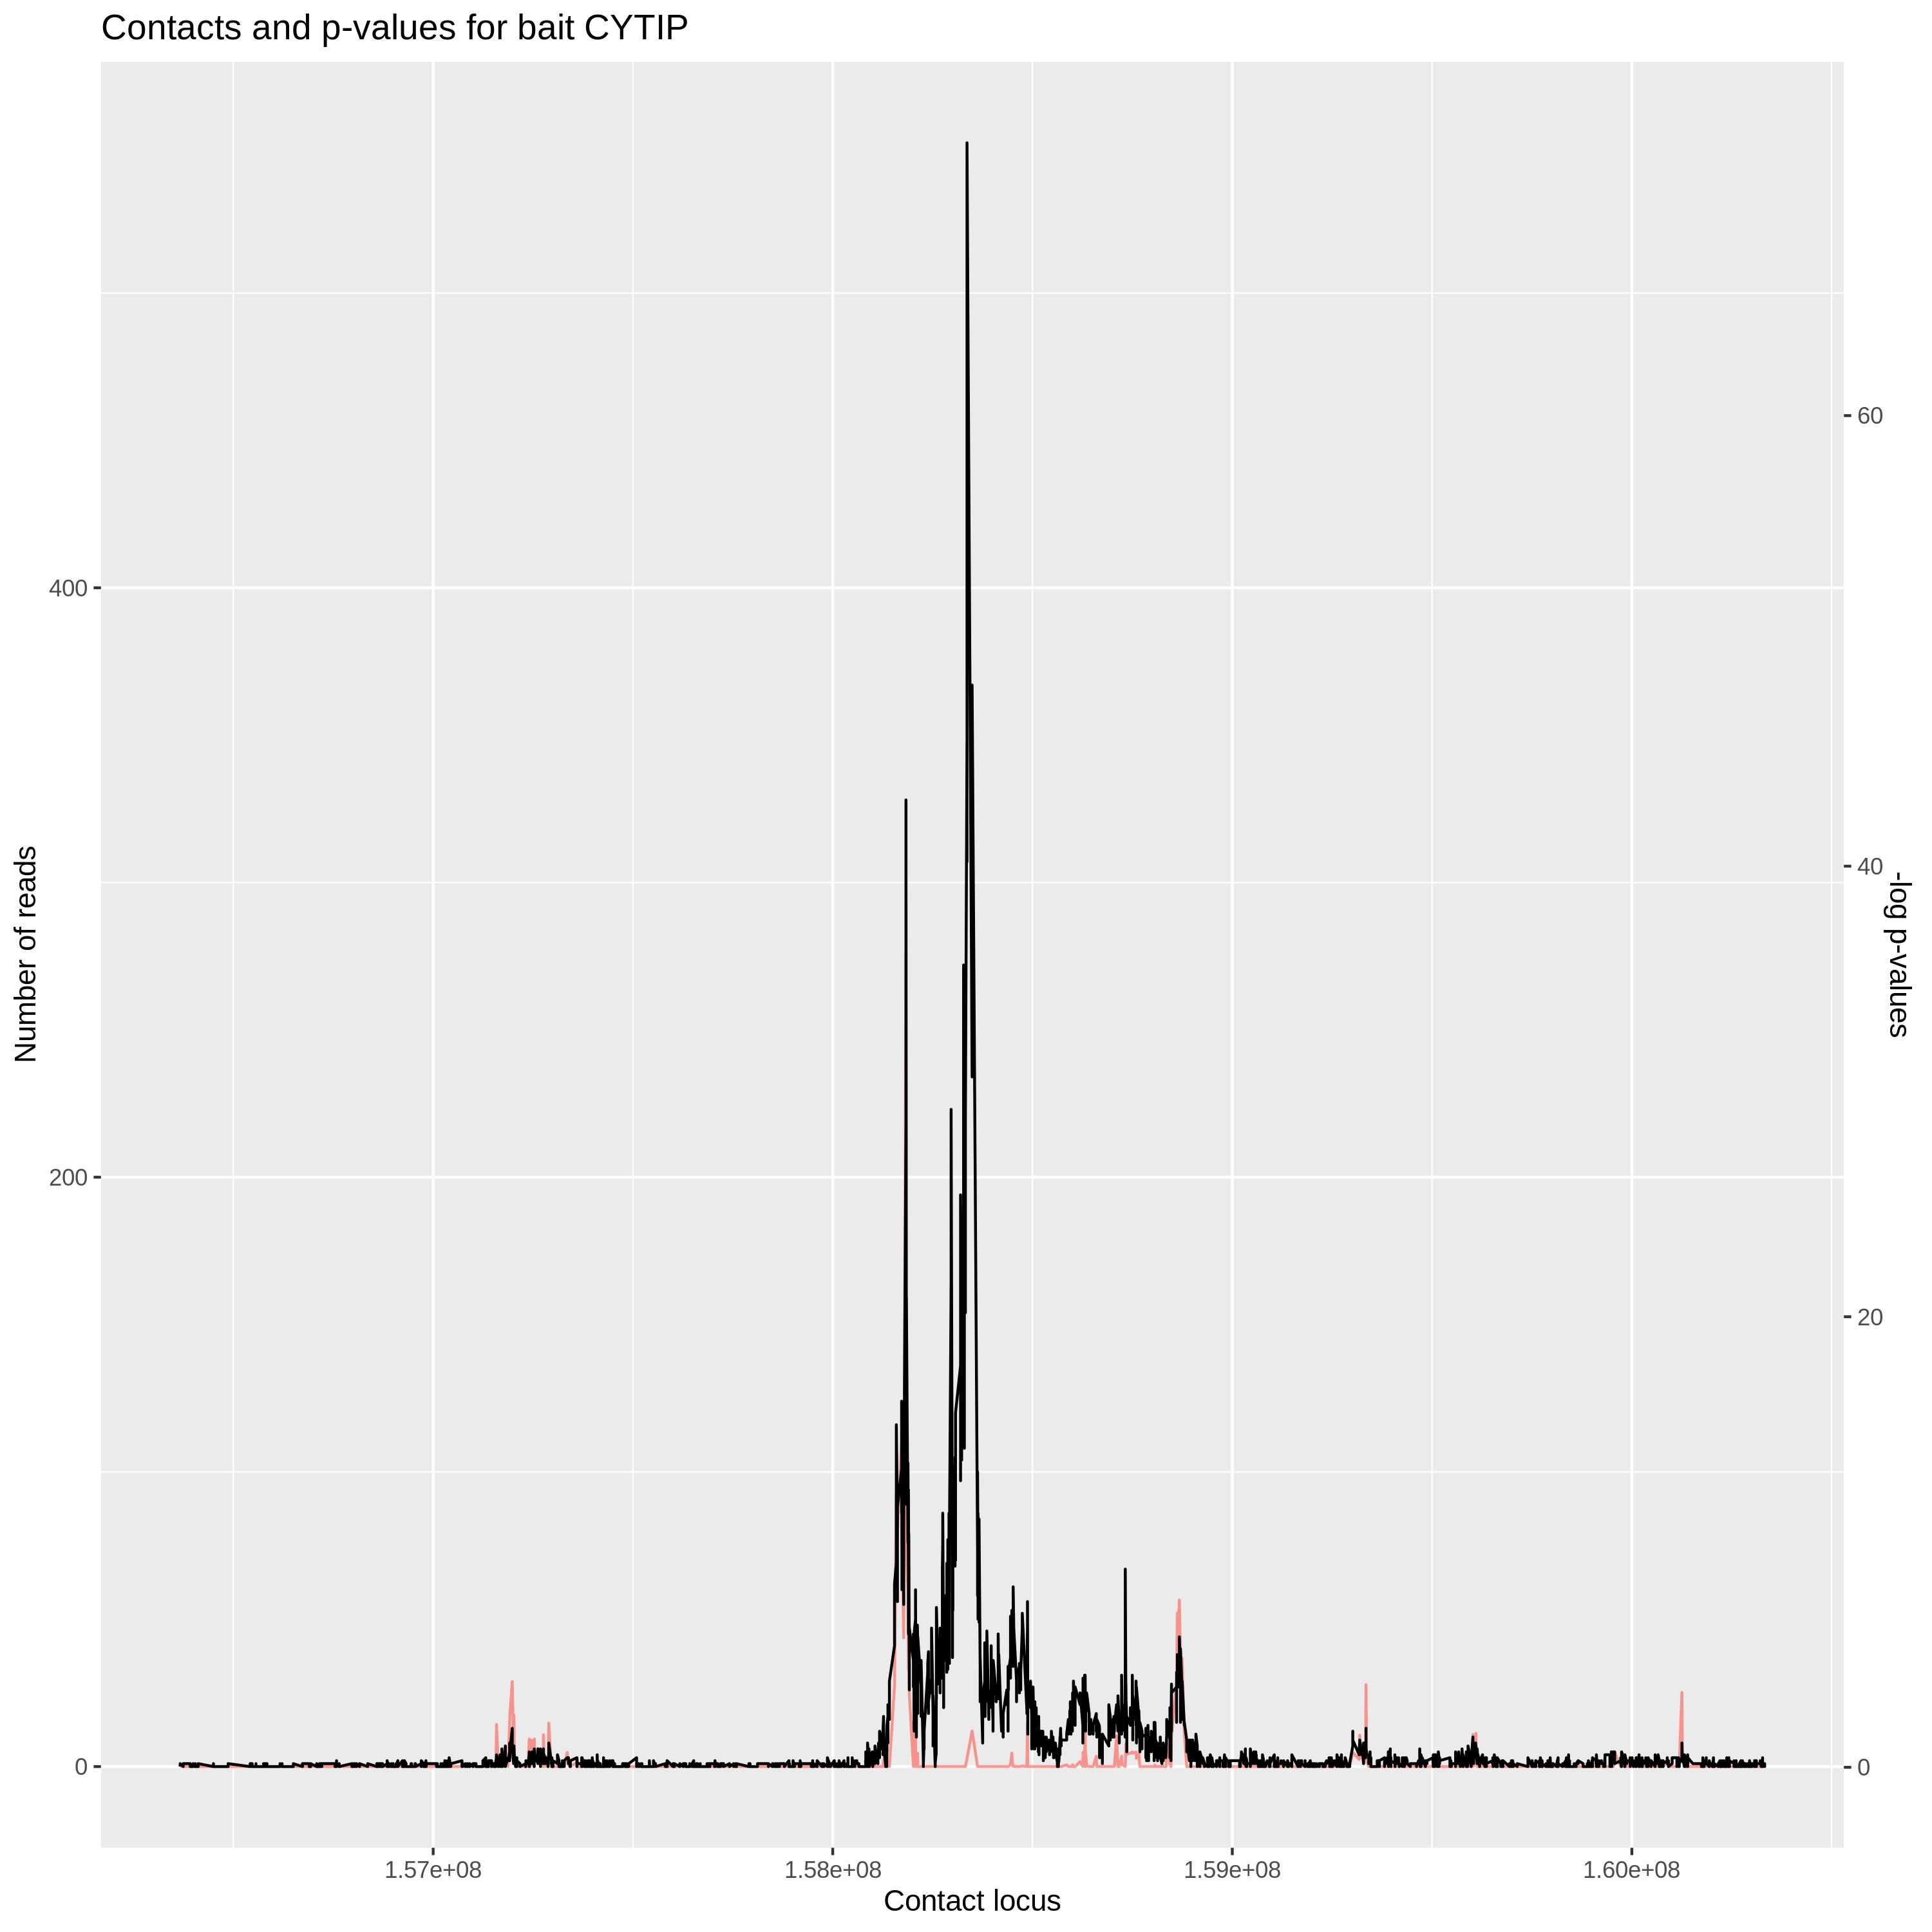 Contacts and p-values for bait CYTIP
Number of reads
400
200
0
60
40
20
0
-log p-values
1.57e+08
1.58e+08
1.59e+08
1.60e+08
Contact locus